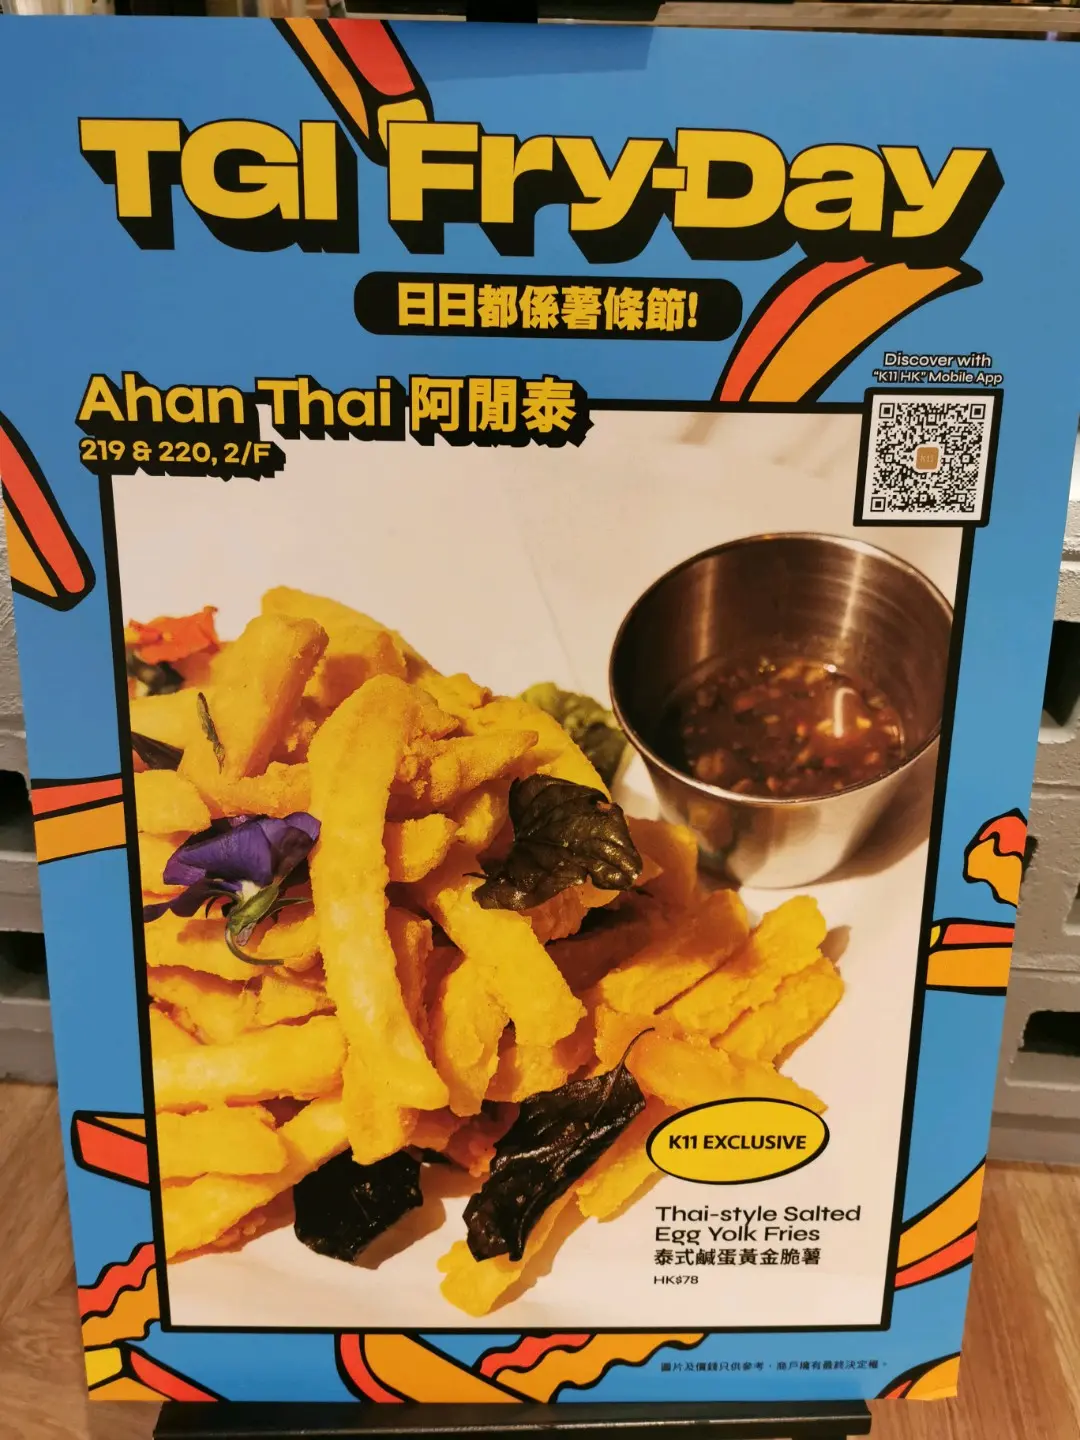 TGI Fry-Day
日日都係薯條節!
Ahan Thai 阿閒泰
219 & 220, 2/F
Discover with
"K11 HK" Mobile App
K11
K11 EXCLUSIVE
Thai-style Salted
Egg Yolk Fries
泰式鹹蛋黃金脆薯
HK$78
圖片及價錢只供參考，商戶擁有最終決定權。